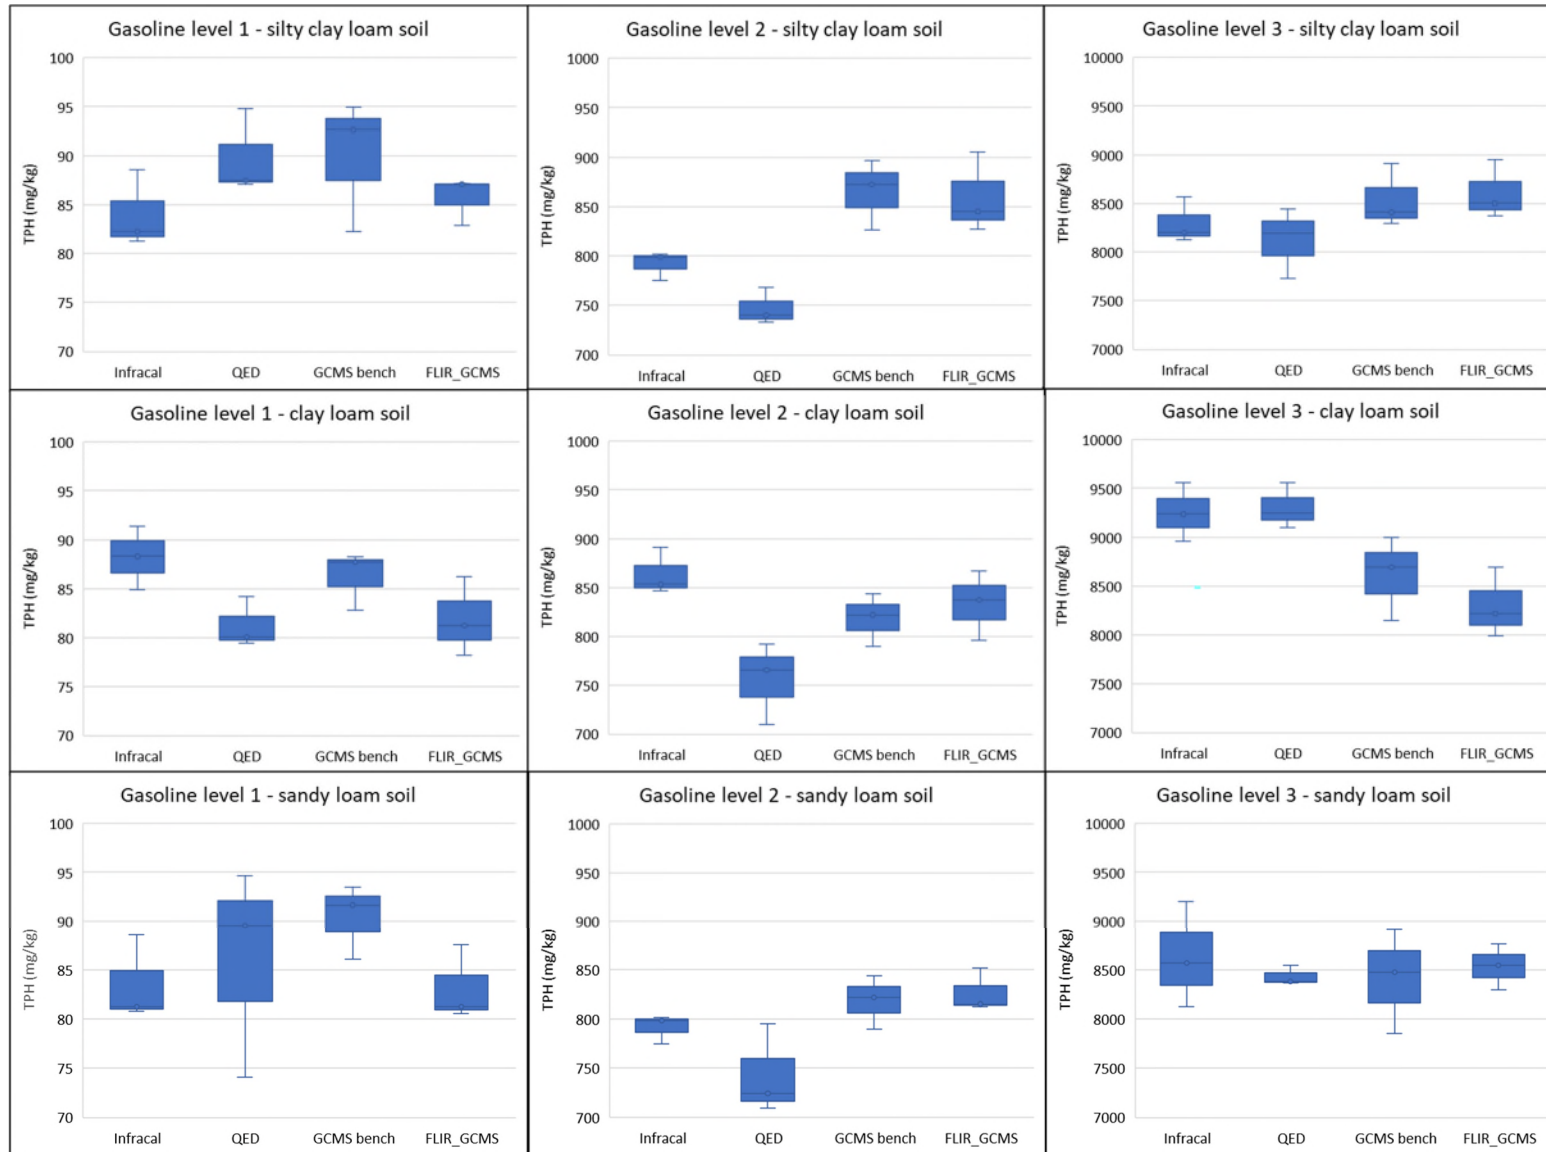 Gasoline level 1 - silty clay loam soil
100
95
90
85
80
75
70
TPH (mg/kg)
Infracal QED GCMS bench FLIR_GCMS
Gasoline level 2 - silty clay loam soil
1000
950
900
850
800
750
700
TPH (mg/kg)
Infracal QED GCMS bench FLIR_GCMS
Gasoline level 3 - silty clay loam soil
10000
9500
9000
8500
8000
7500
7000
TPH (mg/kg)
Infracal QED GCMS bench FLIR_GCMS
Gasoline level 1 - clay loam soil
100
95
90
85
80
75
70
TPH (mg/kg)
Infracal QED GCMS bench FLIR_GCMS
Gasoline level 2 - clay loam soil
1000
950
900
850
800
750
700
TPH (mg/kg)
Infracal QED GCMS bench FLIR_GCMS
Gasoline level 3 - clay loam soil
10000
9500
9000
8500
8000
7500
7000
TPH (mg/kg)
Infracal QED GCMS bench FLIR_GCMS
Gasoline level 1 - sandy loam soil
100
95
90
85
80
75
70
TPH (mg/kg)
Infracal QED GCMS bench FLIR_GCMS
Gasoline level 2 - sandy loam soil
1000
950
900
850
800
750
700
TPH (mg/kg)
Infracal QED GCMS bench FLIR_GCMS
Gasoline level 3 - sandy loam soil
10000
9500
9000
8500
8000
7500
7000
TPH (mg/kg)
Infracal QED GCMS bench FLIR_GCMS